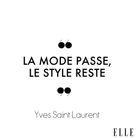 LA MODE PASSE,
LE STYLE RESTE
Yves Saint Laurent
ELLE